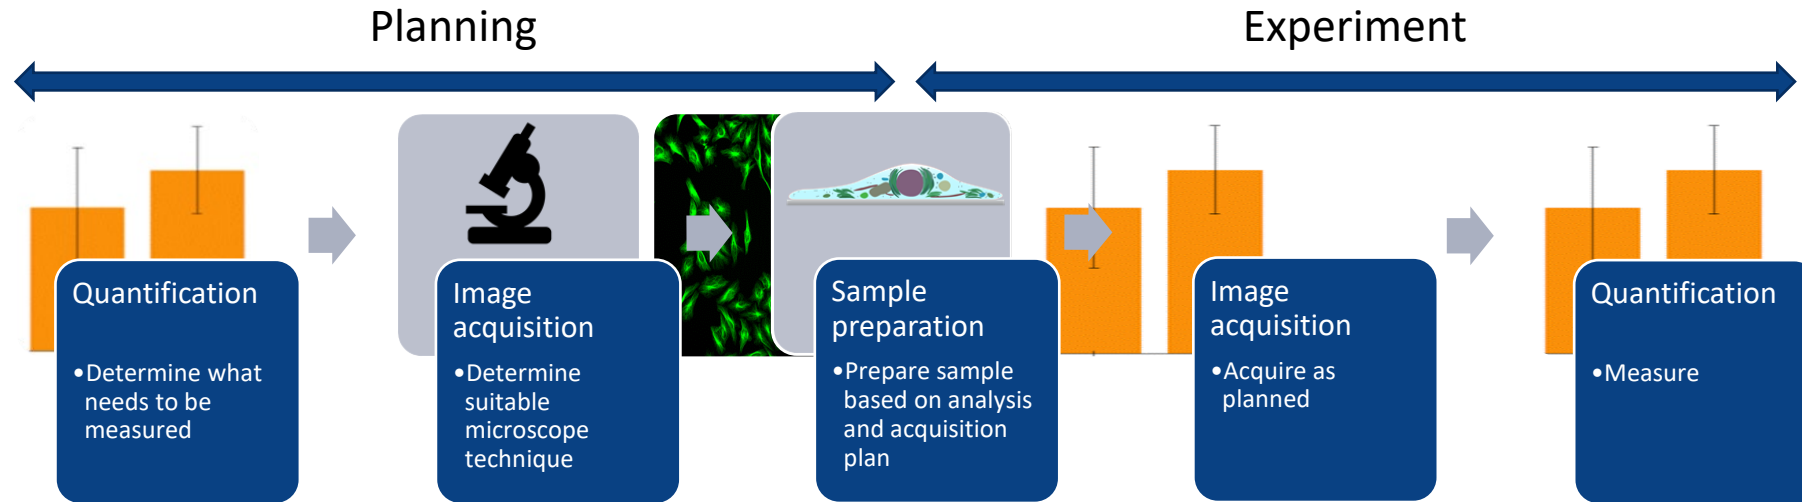 Planning
Experiment
Quantification
•Determine what
needs to be
measured
Image
acquisition
•Determine
suitable
microscope
technique
Sample
preparation
•Prepare sample
based on analysis
and acquisition
plan
Image
acquisition
•Acquire as
planned
Quantification
•Measure